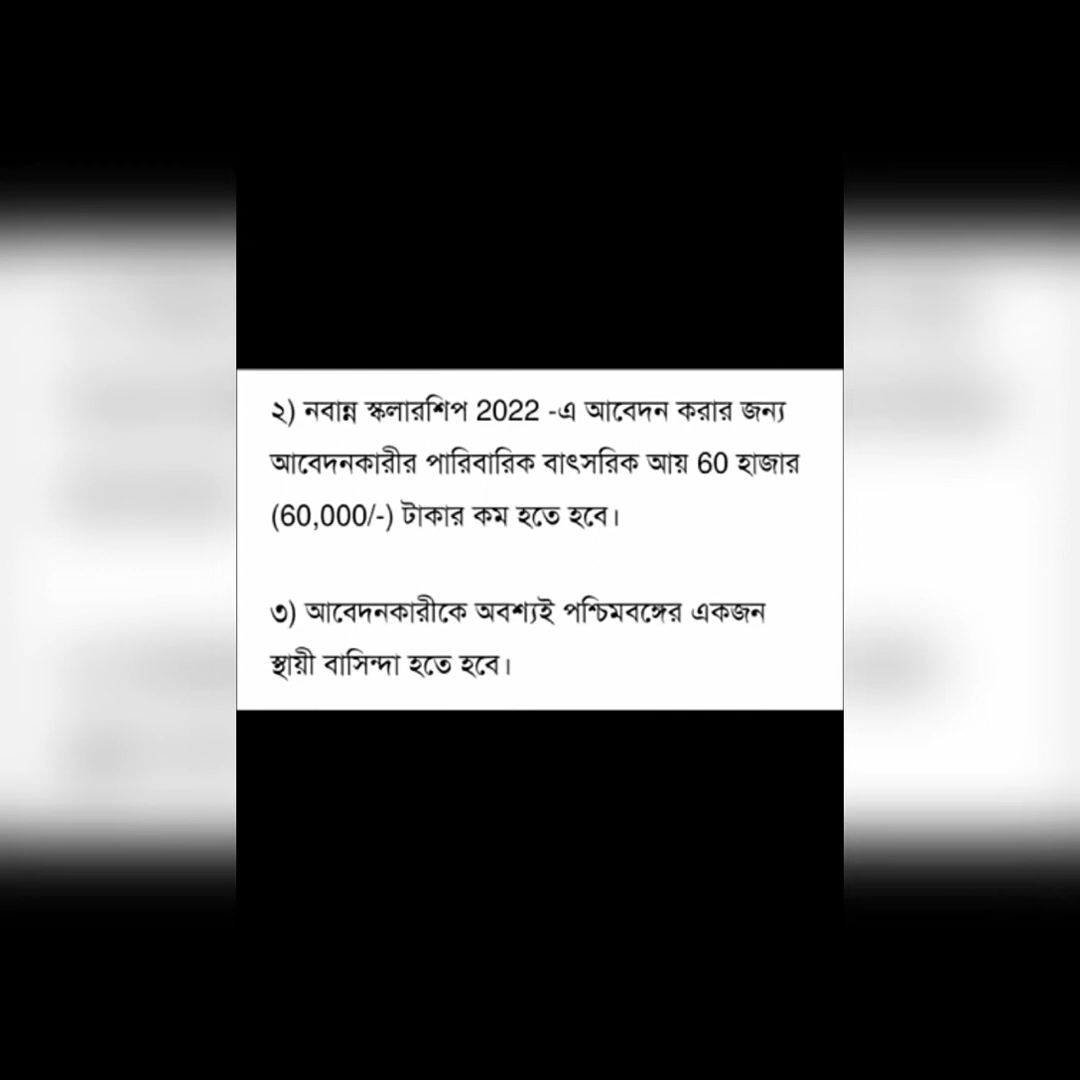 ২) নবান্ন স্কলারশিপ 2022 -এ আবেদন করার জন্য
আবেদনকারীর পারিবারিক বাৎসরিক আয় 60 হাজার
(60,000/-) টাকার কম হতে হবে।
৩) আবেদনকারীকে অবশ্যই পশ্চিমবঙ্গের একজন
স্থায়ী বাসিন্দা হতে হবে।